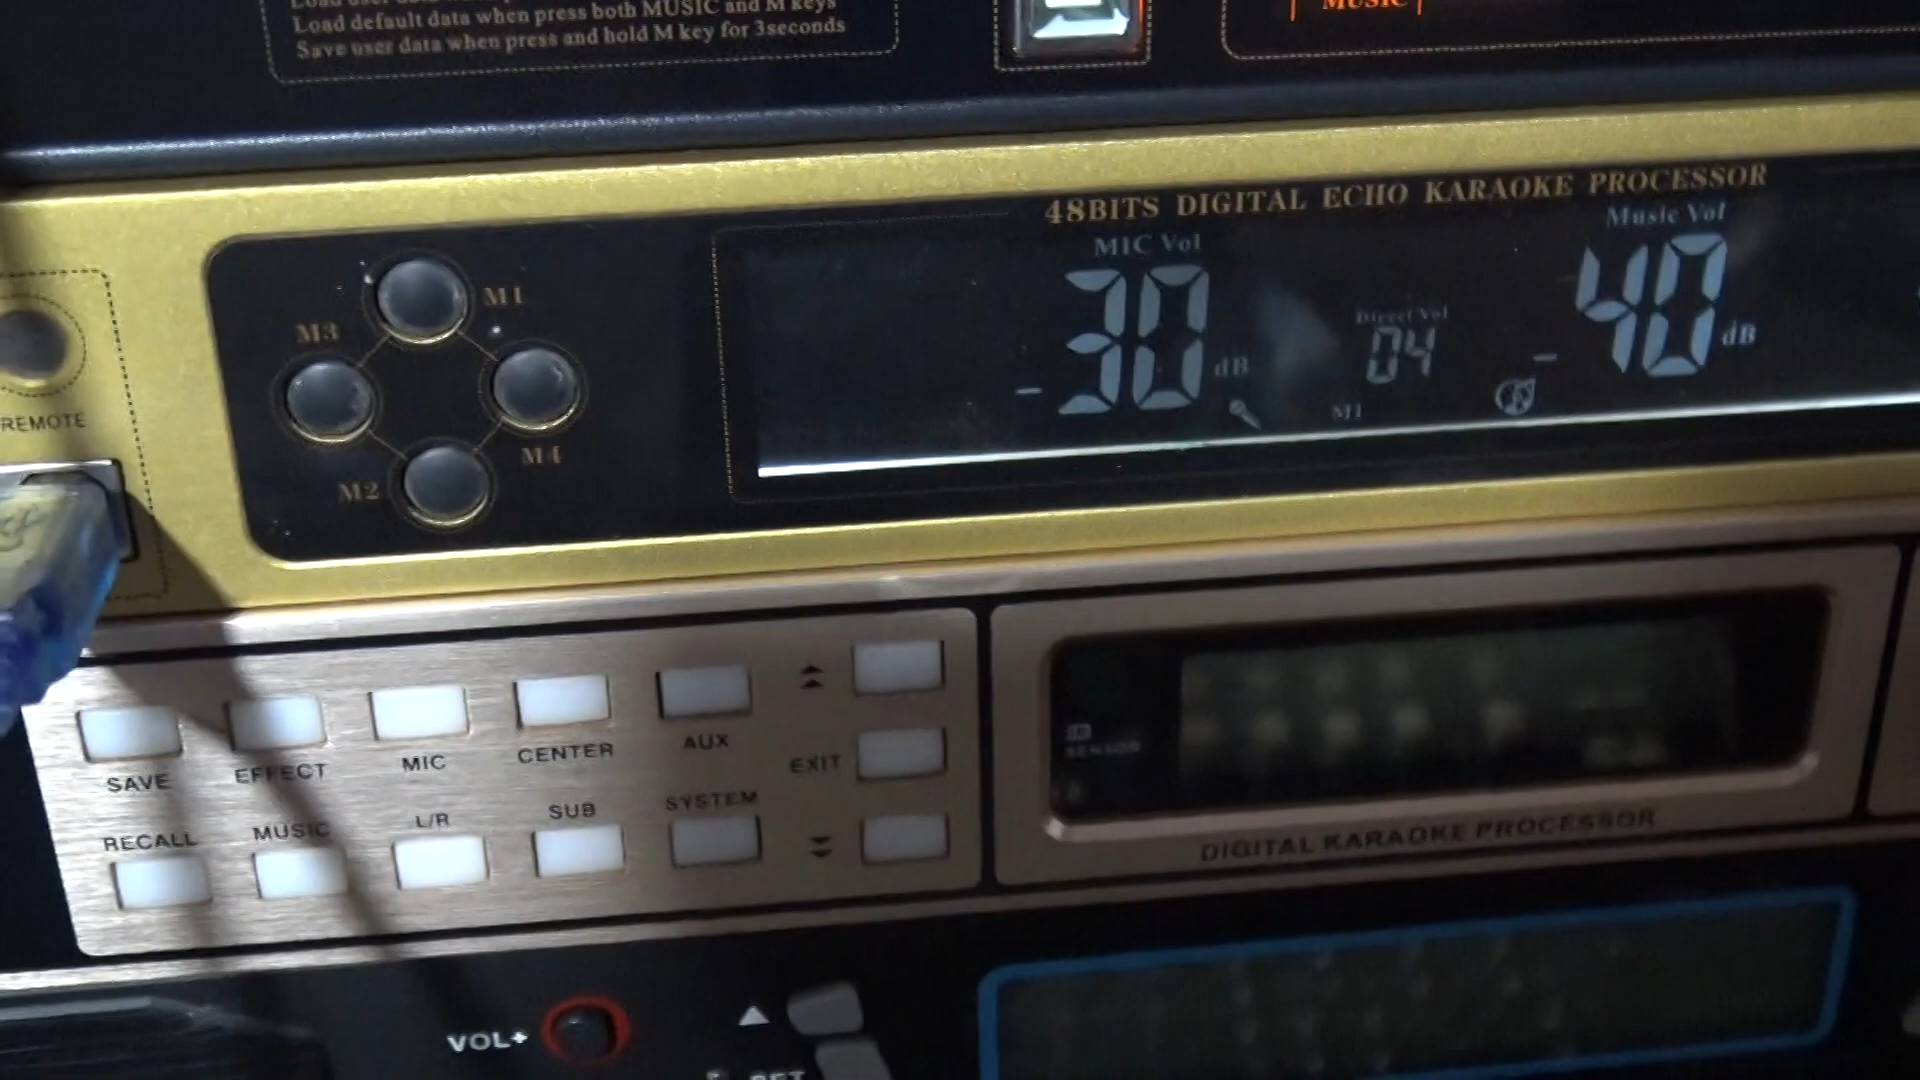 Load default data when press both MUSIC and M keys
Save user data when press and hold M key for 3seconds
MUSIC
48BITS DIGITAL ECHO KARAOKE PROCESSOR
MIC Vol
-30 dB
Direct Vol
04
M1
Music Vol
-40 dB
M1
M3
M4
M2
REMOTE
SAVE
EFFECT
MIC
CENTER
AUX
EXIT
RECALL
MUSIC
L/R
SUB
SYSTEM
SENSOR
DIGITAL KARAOKE PROCESSOR
VOL+